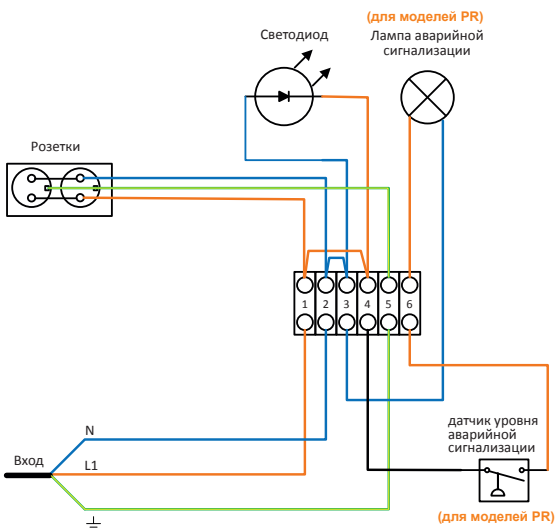 (для моделей PR)
Светодиод
Лампа аварийной
сигнализации
Розетки
1 2 3 4 5 6
N
Вход
L1
датчик уровня
аварийной
сигнализации
(для моделей PR)